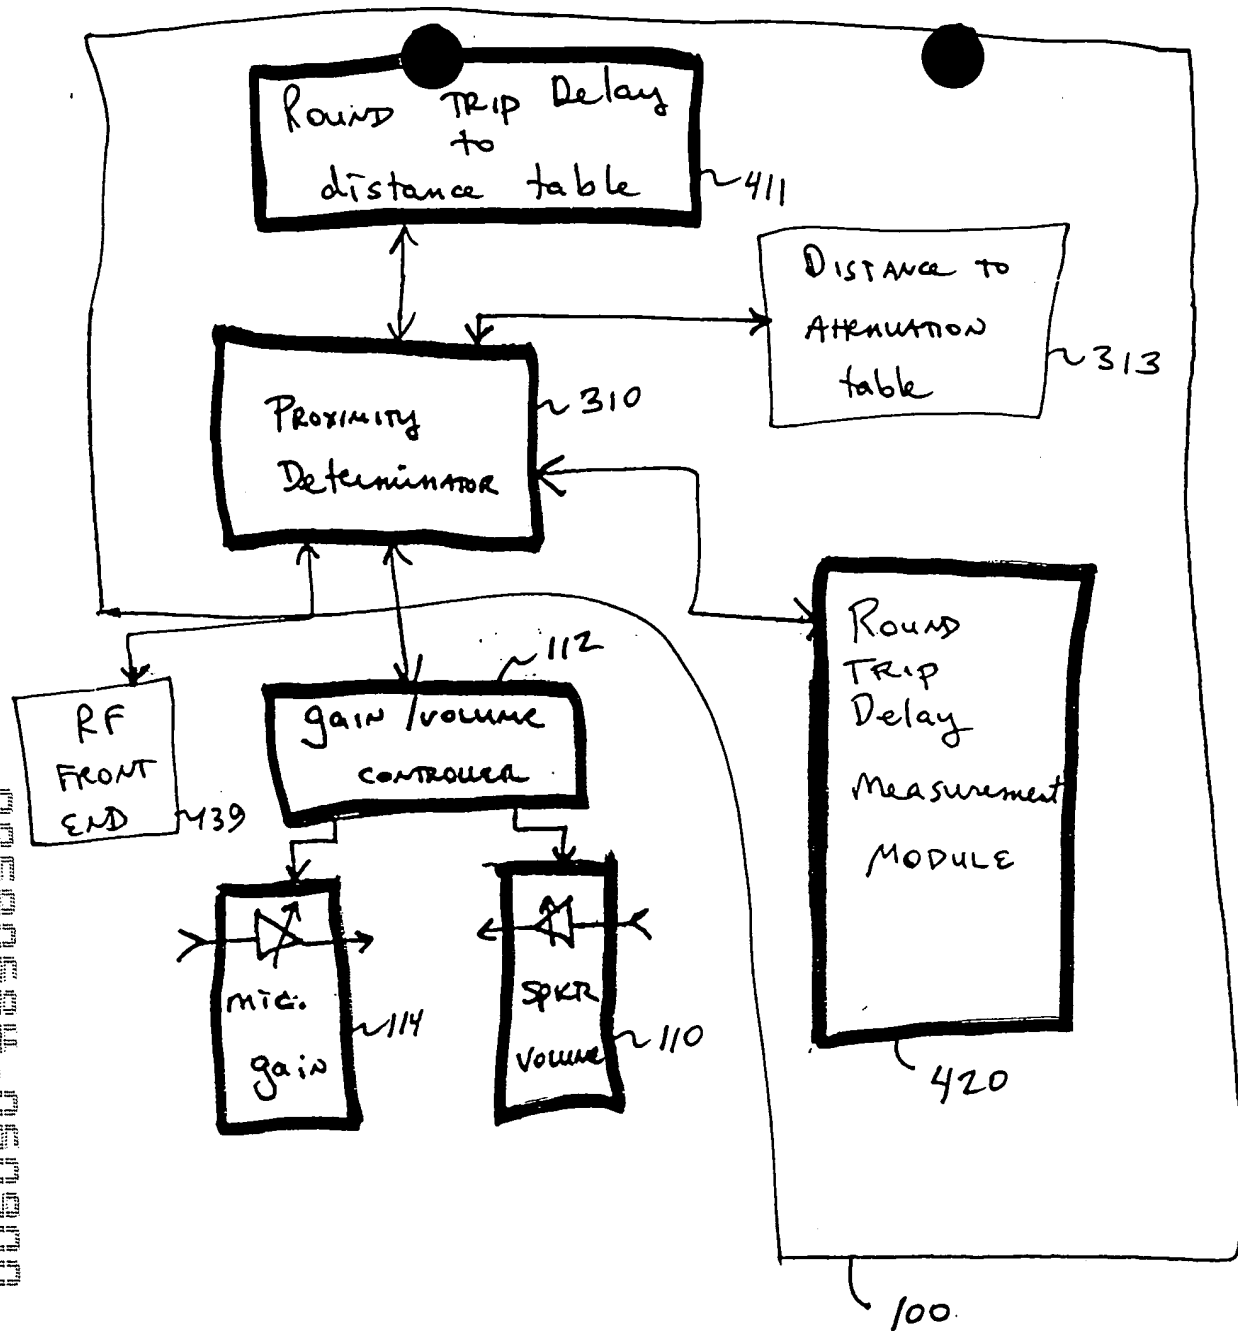 Round Trip Delay
to
distance table
411
Distance to
Attenuation
table
313
Proximity
Determinator
310
Round
Trip
Delay
Measurement
Module
420
112
gain/volume
controller
RF
Front
End
439
mic.
gain
114
SPKR
Volume
110
100